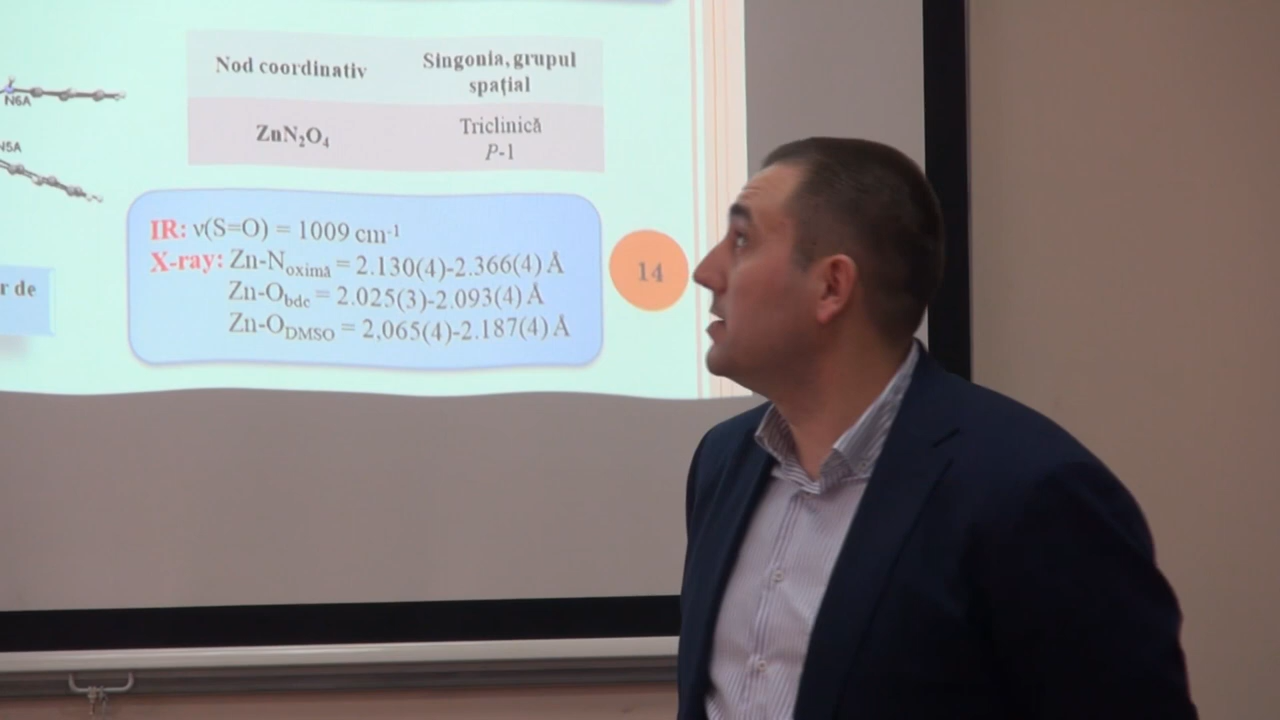 N6A
N5A
Nod coordinativ
Singonia, grupul
spațial
ZnN₂O₄
Triclinică
P-1
r de
IR: ν(S=O) = 1009 cm⁻¹
X-ray: Zn-Noximă = 2.130(4)-2.366(4) Å
Zn-Obdc = 2.025(3)-2.093(4) Å
Zn-ODMSO = 2,065(4)-2.187(4) Å
14